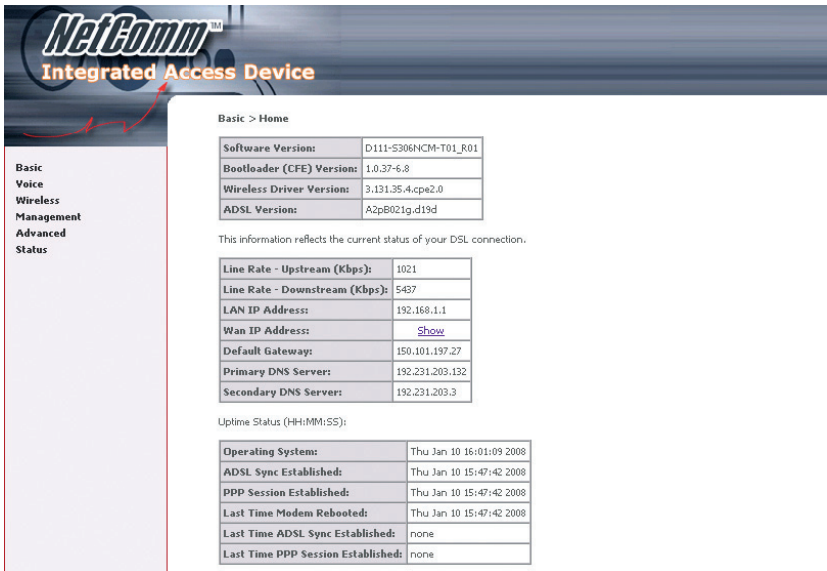 NetComm™
Integrated Access Device
Basic
Voice
Wireless
Management
Advanced
Status
Basic > Home
Software Version: D111-S306NCM-T01_R01
Bootloader (CFE) Version: 1.0.37-6.8
Wireless Driver Version: 3.131.35.4.cpe2.0
ADSL Version: A2pB021g.d19d
This information reflects the current status of your DSL connection.
Line Rate - Upstream (Kbps): 1021
Line Rate - Downstream (Kbps): 5437
LAN IP Address: 192.168.1.1
Wan IP Address: Show
Default Gateway: 150.101.197.27
Primary DNS Server: 192.231.203.132
Secondary DNS Server: 192.231.203.3
Uptime Status (HH:MM:SS):
Operating System: Thu Jan 10 16:01:09 2008
ADSL Sync Established: Thu Jan 10 15:47:42 2008
PPP Session Established: Thu Jan 10 15:47:42 2008
Last Time Modem Rebooted: Thu Jan 10 15:47:42 2008
Last Time ADSL Sync Established: none
Last Time PPP Session Established: none